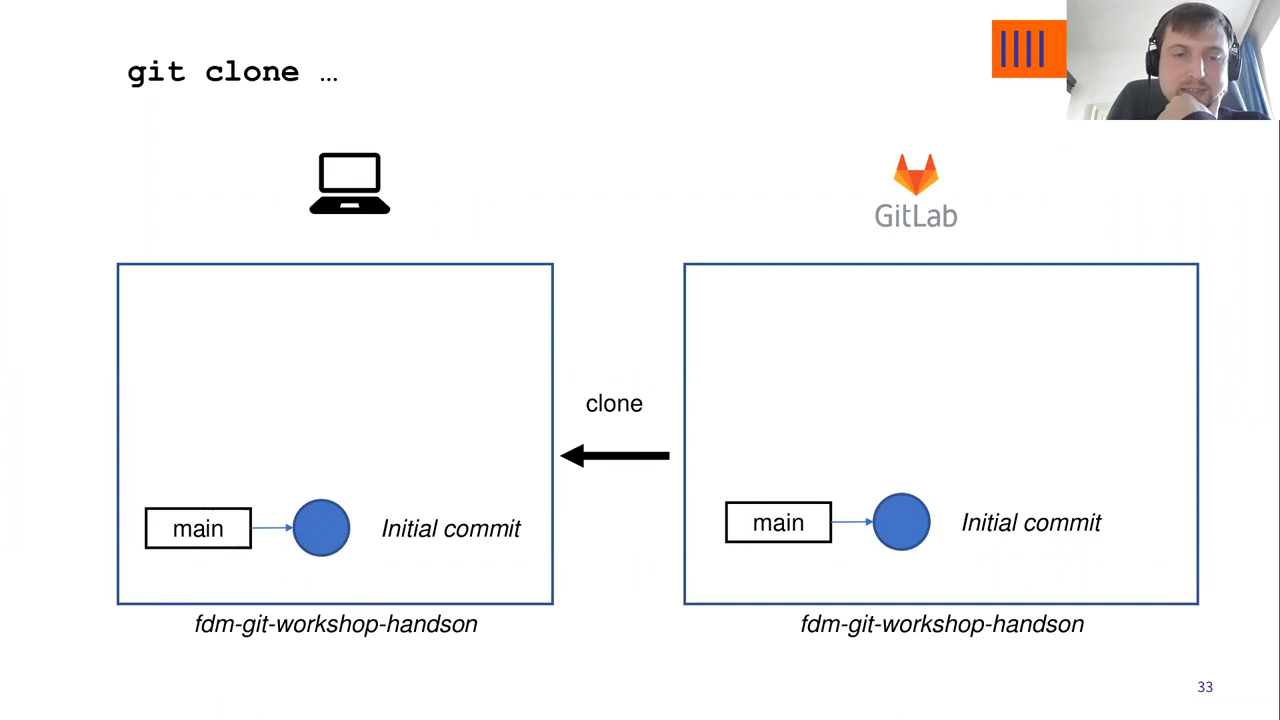 git clone …
GitLab
clone
main
Initial commit
main
Initial commit
fdm-git-workshop-handson
fdm-git-workshop-handson
33